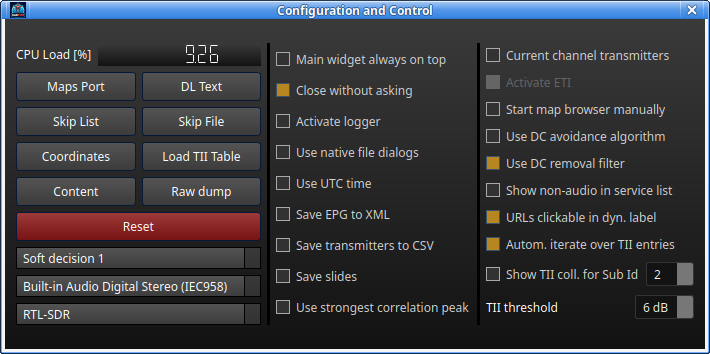 Configuration and Control
CPU Load [%] 9.26
Maps Port
DL Text
Skip List
Skip File
Coordinates
Load TII Table
Content
Raw dump
Reset
Soft decision 1
Built-in Audio Digital Stereo (IEC958)
RTL-SDR
Main widget always on top
Close without asking
Activate logger
Use native file dialogs
Use UTC time
Save EPG to XML
Save transmitters to CSV
Save slides
Use strongest correlation peak
Current channel transmitters
Activate ETI
Start map browser manually
Use DC avoidance algorithm
Use DC removal filter
Show non-audio in service list
URLs clickable in dyn. label
Autom. iterate over TII entries
Show TII coll. for Sub Id 2
TII threshold 6 dB